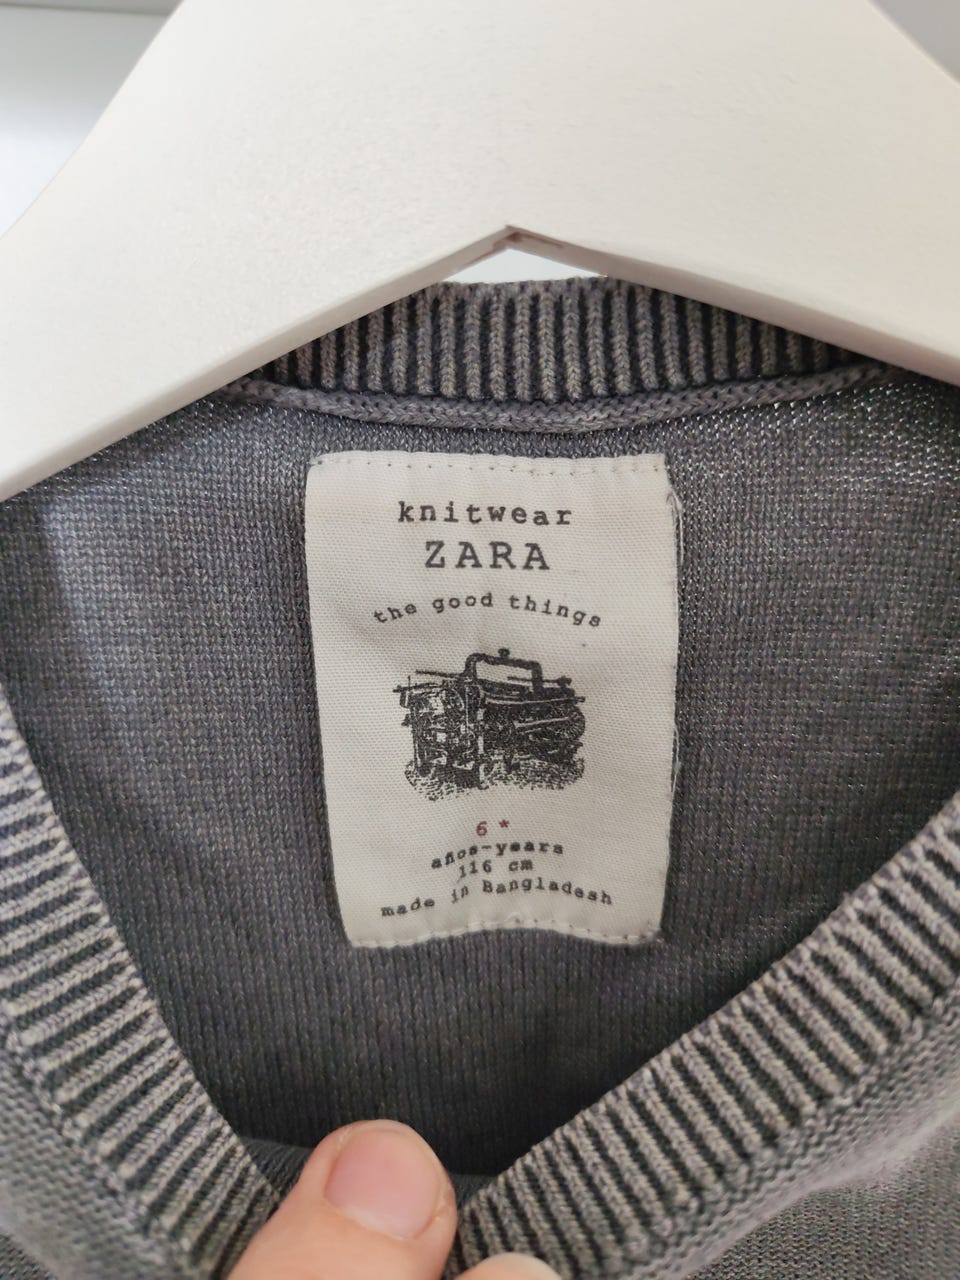 knitwear
ZARA
the good things
6 *
años-years
116 cm
made in Bangladesh